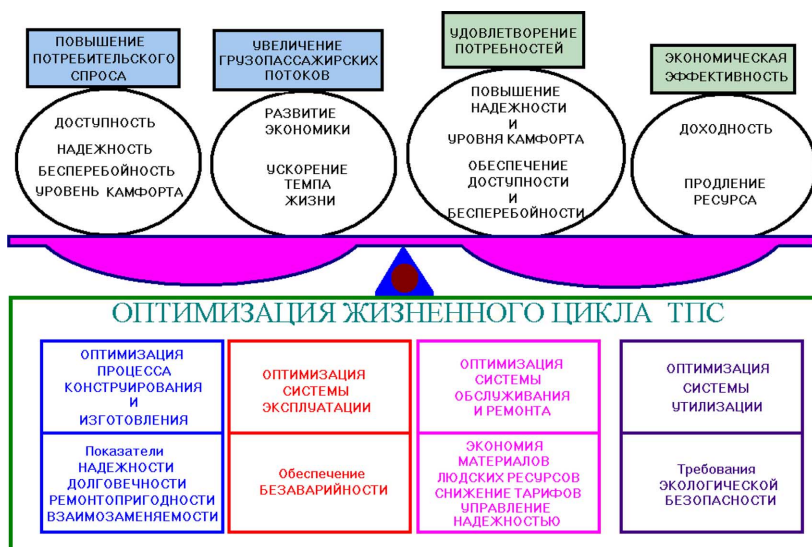 ПОВЫШЕНИЕ
ПОТРЕБИТЕЛЬСКОГО
СПРОСА
УВЕЛИЧЕНИЕ
ГРУЗОПАССАЖИРСКИХ
ПОТОКОВ
УДОВЛЕТВОРЕНИЕ
ПОТРЕБНОСТЕЙ
ЭКОНОМИЧЕСКАЯ
ЭФФЕКТИВНОСТЬ
ДОСТУПНОСТЬ
НАДЕЖНОСТЬ
БЕСПЕРЕБОЙНОСТЬ
УРОВЕНЬ КАМФОРТА
РАЗВИТИЕ
ЭКОНОМИКИ
УСКОРЕНИЕ
ТЕМПА
ЖИЗНИ
ПОВЫШЕНИЕ
НАДЕЖНОСТИ
И
УРОВНЯ КАМФОРТА
ОБЕСПЕЧЕНИЕ
ДОСТУПНОСТИ
И
БЕСПЕРЕБОЙНОСТИ
ДОХОДНОСТЬ
ПРОДЛЕНИЕ
РЕСУРСА
ОПТИМИЗАЦИЯ ЖИЗНЕННОГО ЦИКЛА ТПС
ОПТИМИЗАЦИЯ
ПРОЦЕССА
КОНСТРУИРОВАНИЯ
И
ИЗГОТОВЛЕНИЯ
ОПТИМИЗАЦИЯ
СИСТЕМЫ
ЭКСПЛУАТАЦИИ
ОПТИМИЗАЦИЯ
СИСТЕМЫ
ОБСЛУЖИВАНИЯ
И РЕМОНТА
ОПТИМИЗАЦИЯ
СИСТЕМЫ
УТИЛИЗАЦИИ
Показатели
НАДЕЖНОСТИ
ДОЛГОВЕЧНОСТИ
РЕМОНТОПРИГОДНОСТИ
ВЗАИМОЗАМЕНЯЕМОСТИ
Обеспечение
БЕЗАВАРИЙНОСТИ
ЭКОНОМИЯ
МАТЕРИАЛОВ
ЛЮДСКИХ РЕСУРСОВ
СНИЖЕНИЕ ТАРИФОВ
УПРАВЛЕНИЕ
НАДЕЖНОСТЬЮ
Требования
ЭКОЛОГИЧЕСКОЙ
БЕЗОПАСНОСТИ